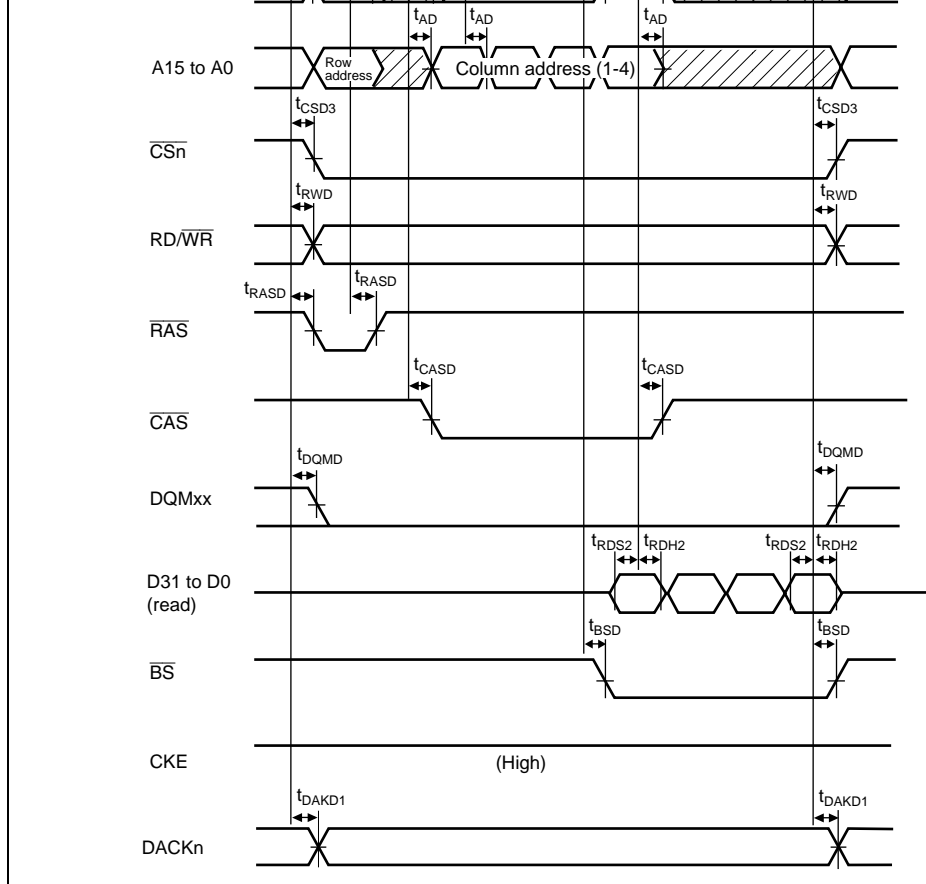 tAD tAD tAD
A15 to A0 Row address Column address (1-4)
tCSD3 tCSD3
CSn
tRWD tRWD
RD/WR
tRASD tRASD
RAS
tCASD tCASD
CAS
tDQMD tDQMD
DQMxx
tRDS2 tRDH2 tRDS2 tRDH2
D31 to D0
(read)
tBSD tBSD
BS
CKE (High)
tDAKD1 tDAKD1
DACKn